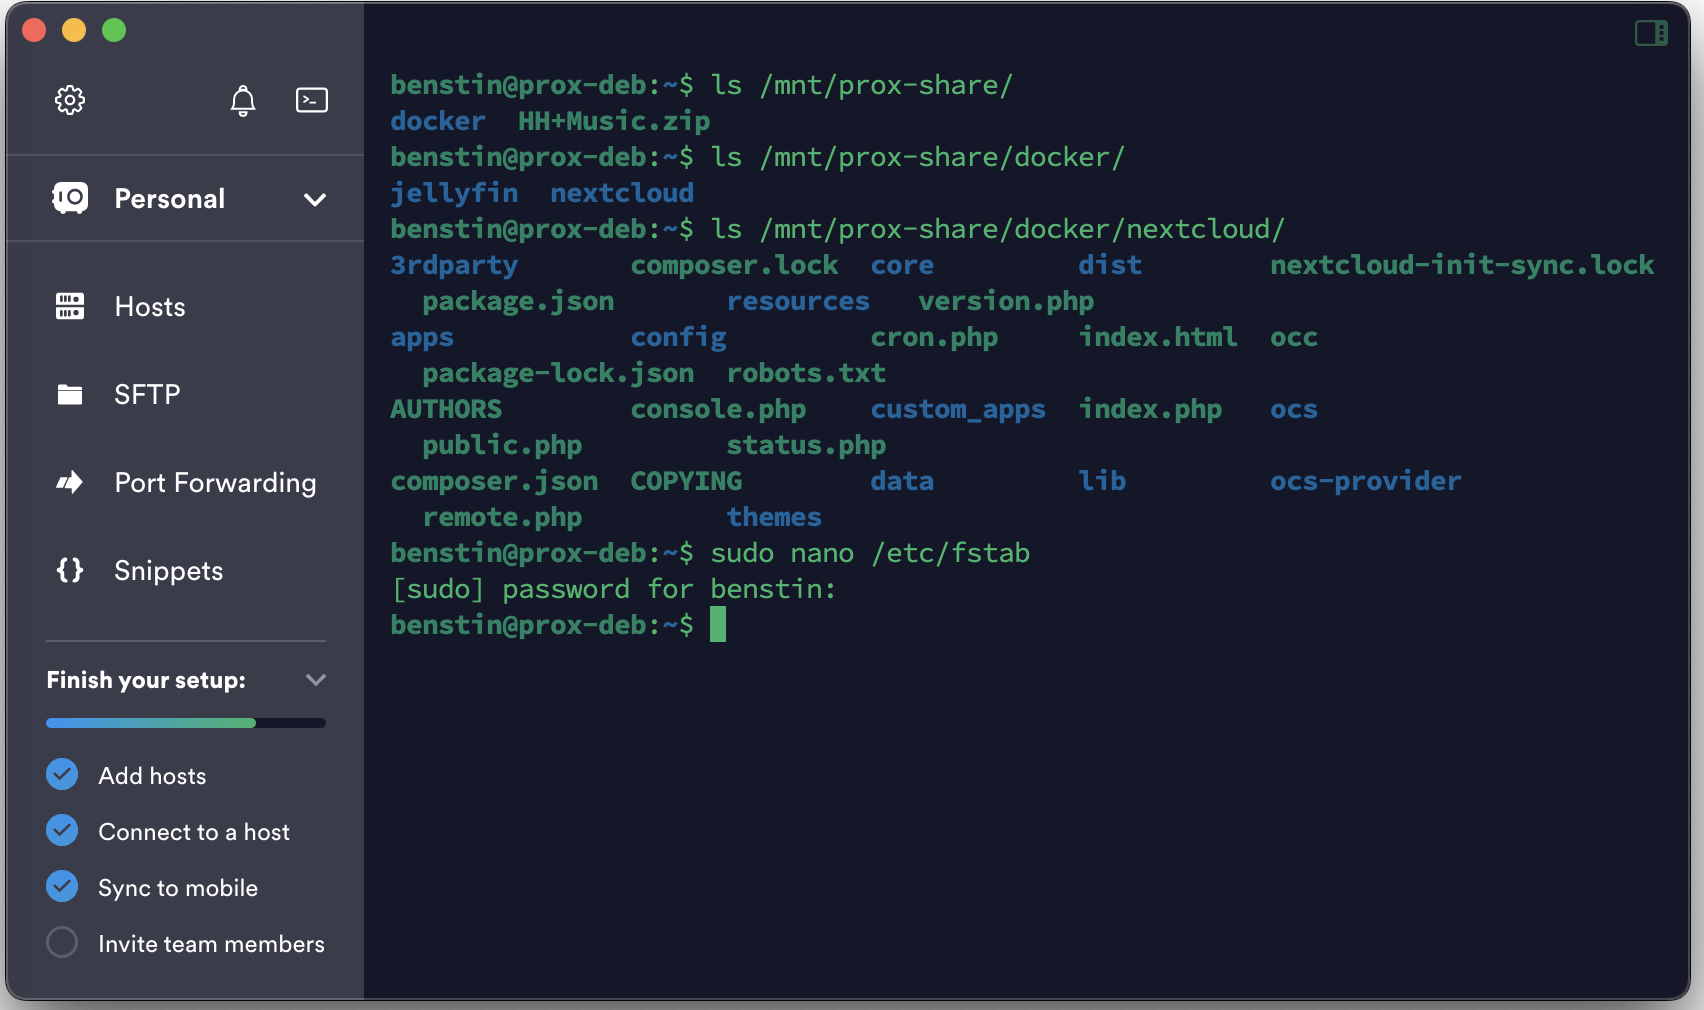 Personal
Hosts
SFTP
Port Forwarding
Snippets
Finish your setup:
Add hosts
Connect to a host
Sync to mobile
Invite team members
benstin@prox-deb:~$ ls /mnt/prox-share/
docker  HH+Music.zip
benstin@prox-deb:~$ ls /mnt/prox-share/docker/
jellyfin  nextcloud
benstin@prox-deb:~$ ls /mnt/prox-share/docker/nextcloud/
3rdparty       composer.lock  core         dist        nextcloud-init-sync.lock
  package.json       resources   version.php
apps           config         cron.php     index.html  occ
  package-lock.json  robots.txt
AUTHORS        console.php    custom_apps  index.php   ocs
  public.php         status.php
composer.json  COPYING        data         lib         ocs-provider
  remote.php         themes
benstin@prox-deb:~$ sudo nano /etc/fstab
[sudo] password for benstin:
benstin@prox-deb:~$